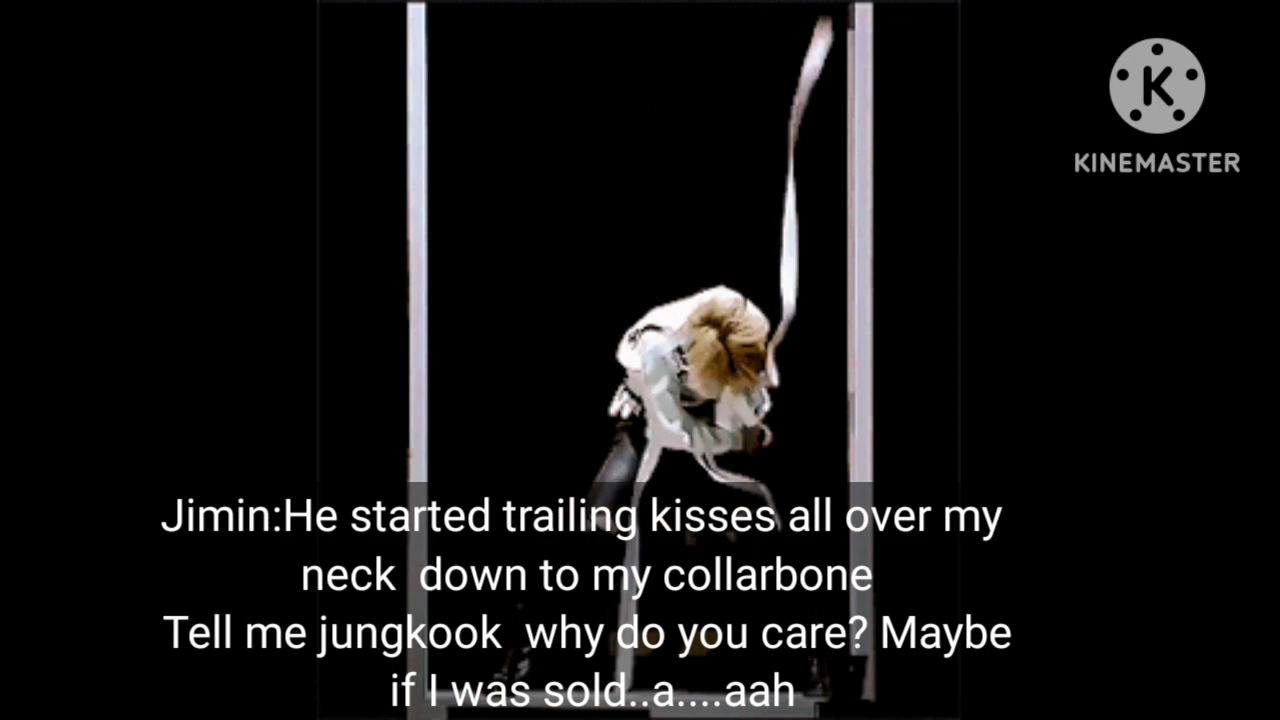 KINEMASTER
Jimin:He started trailing kisses all over my
neck  down to my collarbone
Tell me jungkook  why do you care? Maybe
if I was sold..a....aah